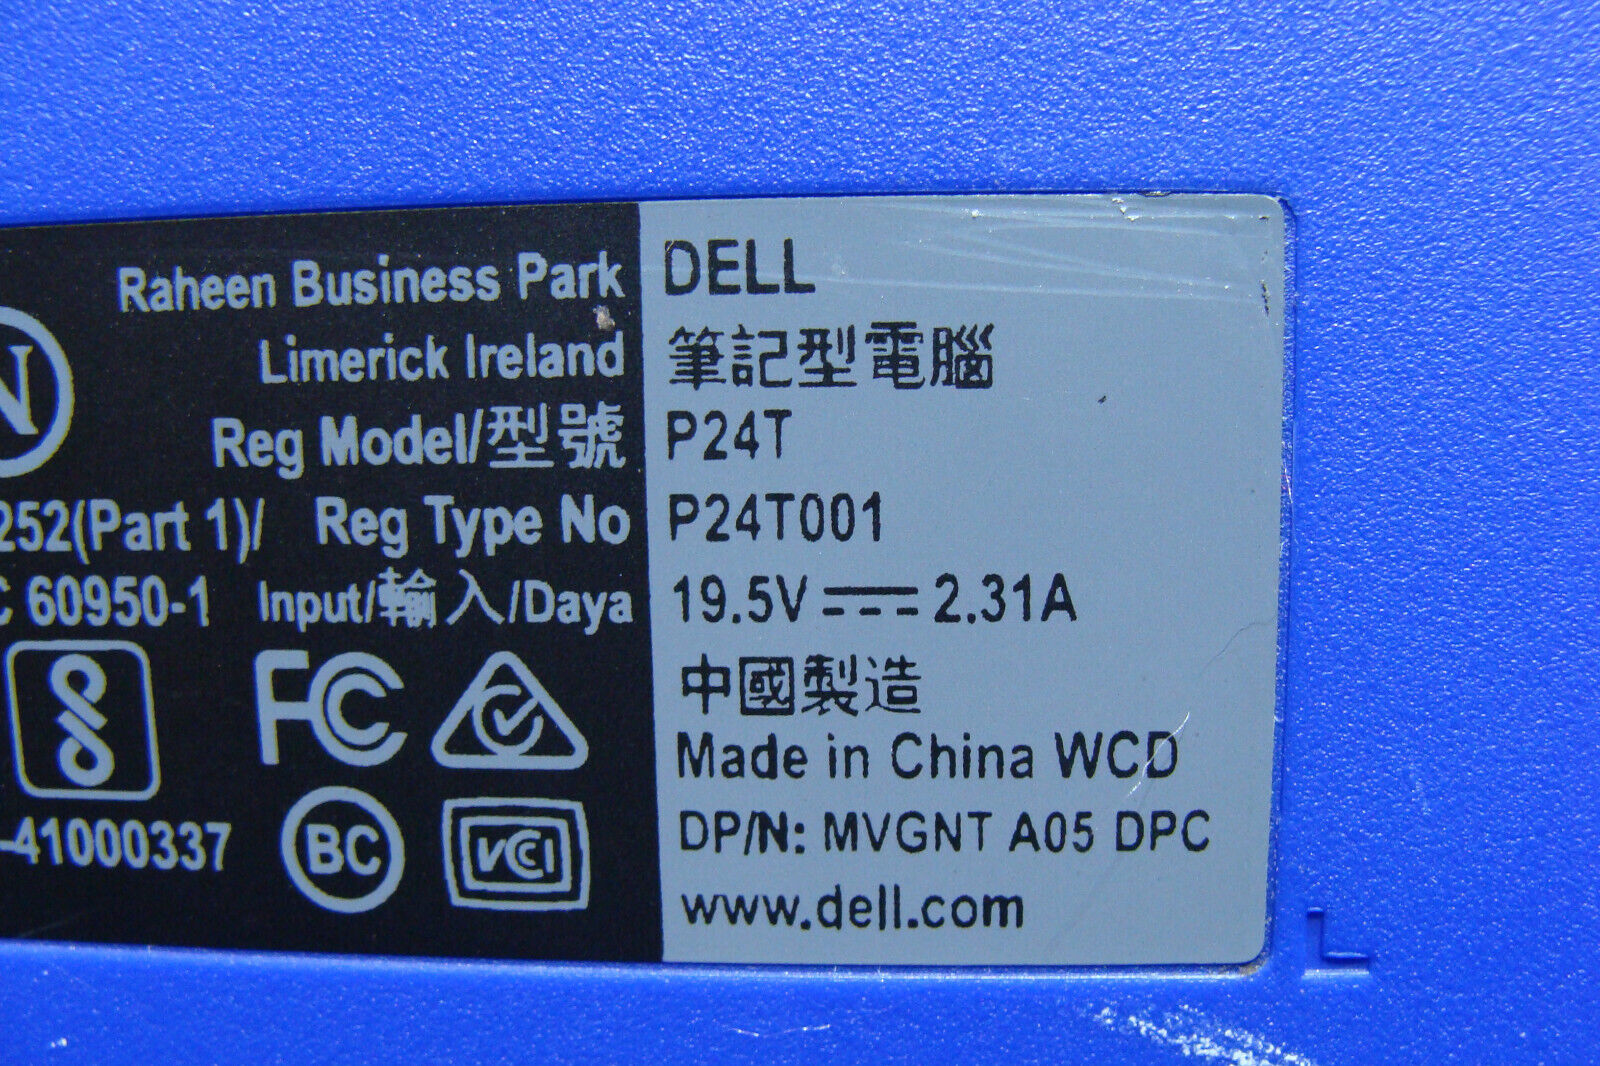 Raheen Business Park DELL
Limerick Ireland 筆記型電腦
Reg Model/型號 P24T
252(Part 1)/ Reg Type No P24T001
C 60950-1 Input/輸入/Daya 19.5V 2.31A
中國製造
FC
Made in China WCD
-41000337 BC VCCI DP/N: MVGNT A05 DPC
www.dell.com
N
L